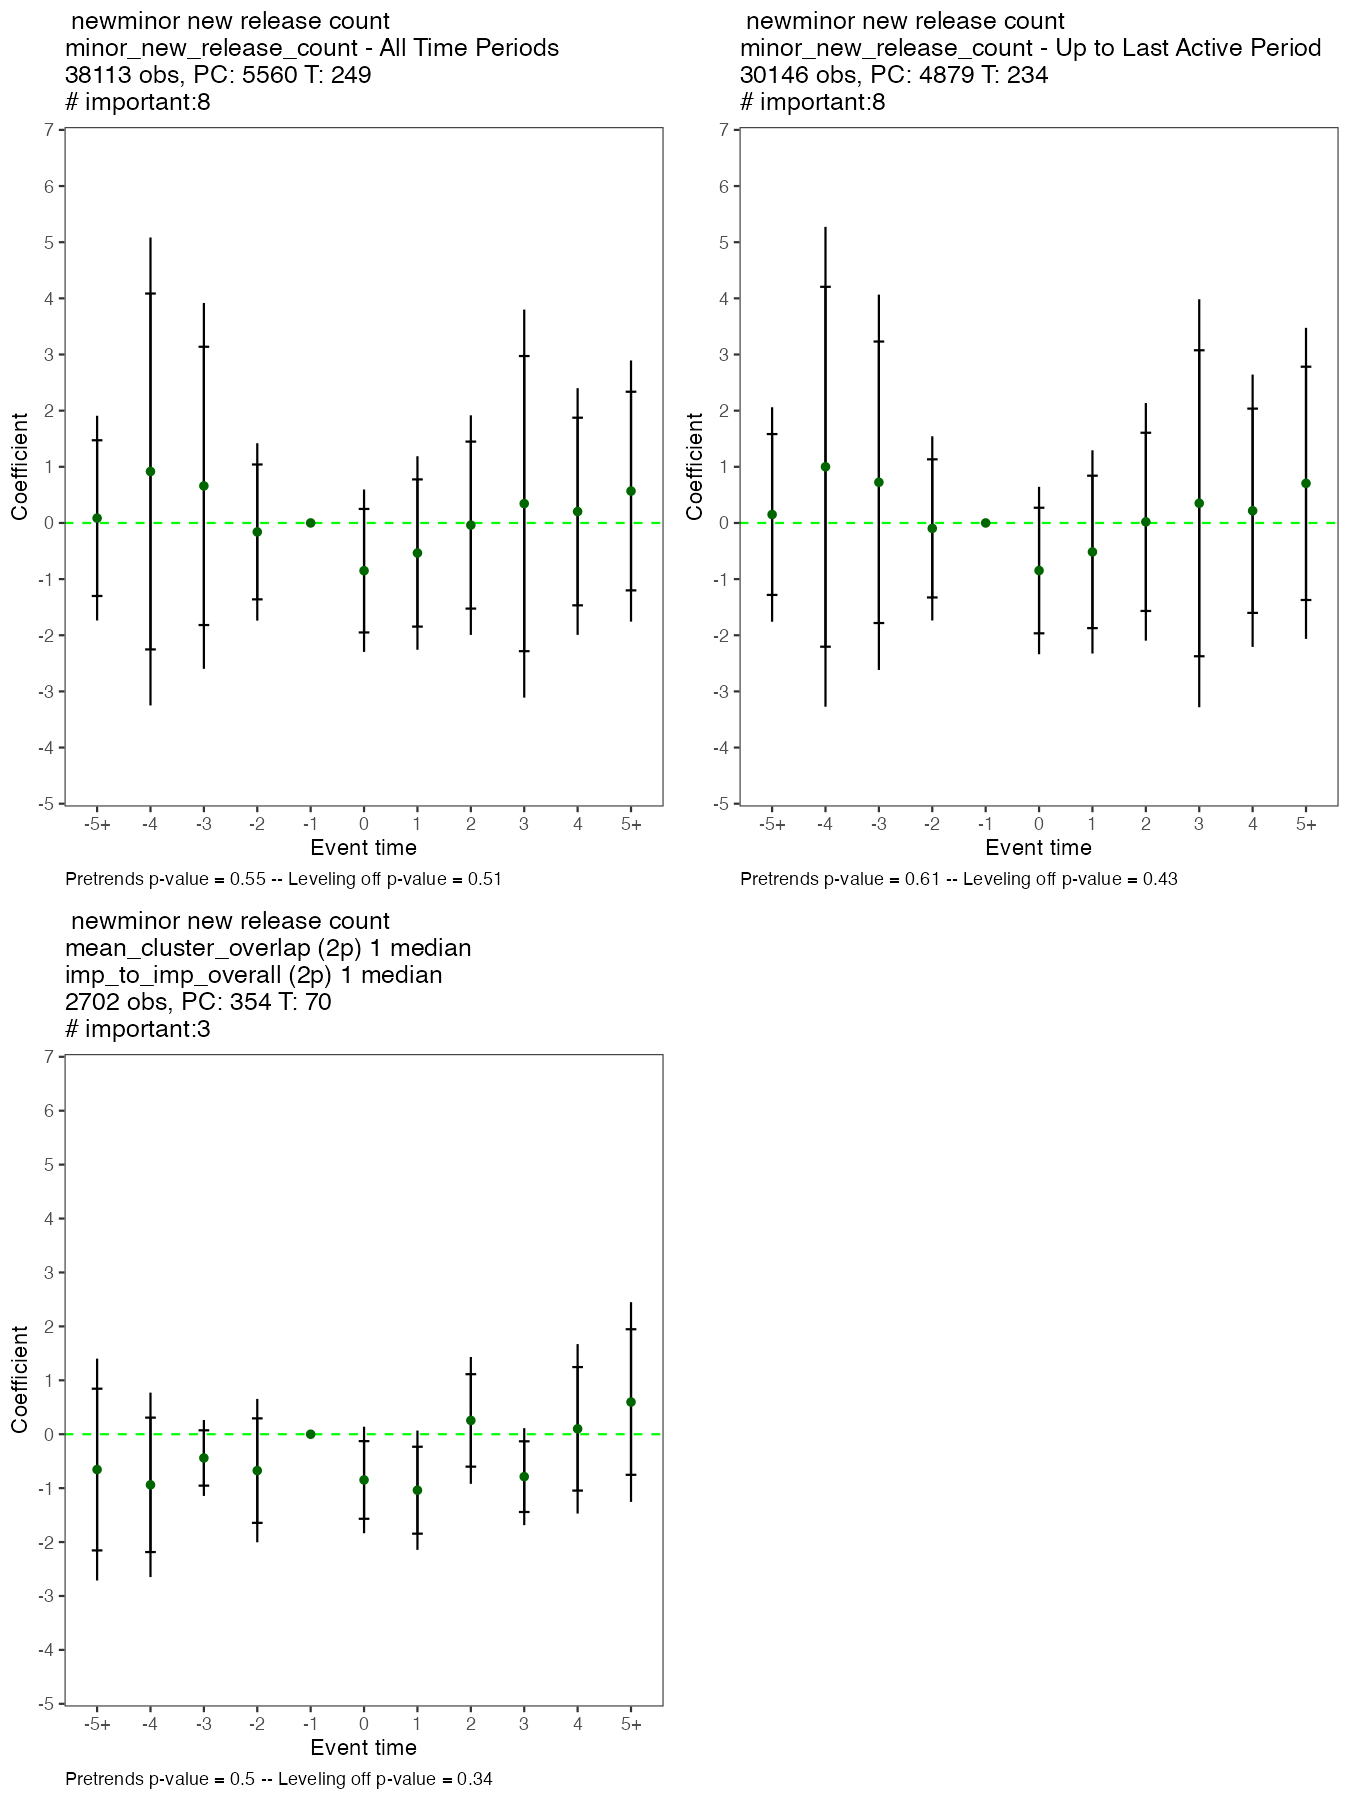 newminor new release count
minor_new_release_count - All Time Periods
38113 obs, PC: 5560 T: 249
# important:8
7
6
5
4
3
2
1
0
-1
-2
-3
-4
-5
Coefficient
-5+ -4 -3 -2 -1 0 1 2 3 4 5+
Event time
Pretrends p-value = 0.55 -- Leveling off p-value = 0.51
newminor new release count
minor_new_release_count - Up to Last Active Period
30146 obs, PC: 4879 T: 234
# important:8
7
6
5
4
3
2
1
0
-1
-2
-3
-4
-5
Coefficient
-5+ -4 -3 -2 -1 0 1 2 3 4 5+
Event time
Pretrends p-value = 0.61 -- Leveling off p-value = 0.43
newminor new release count
mean_cluster_overlap (2p) 1 median
imp_to_imp_overall (2p) 1 median
2702 obs, PC: 354 T: 70
# important:3
7
6
5
4
3
2
1
0
-1
-2
-3
-4
-5
Coefficient
-5+ -4 -3 -2 -1 0 1 2 3 4 5+
Event time
Pretrends p-value = 0.5 -- Leveling off p-value = 0.34